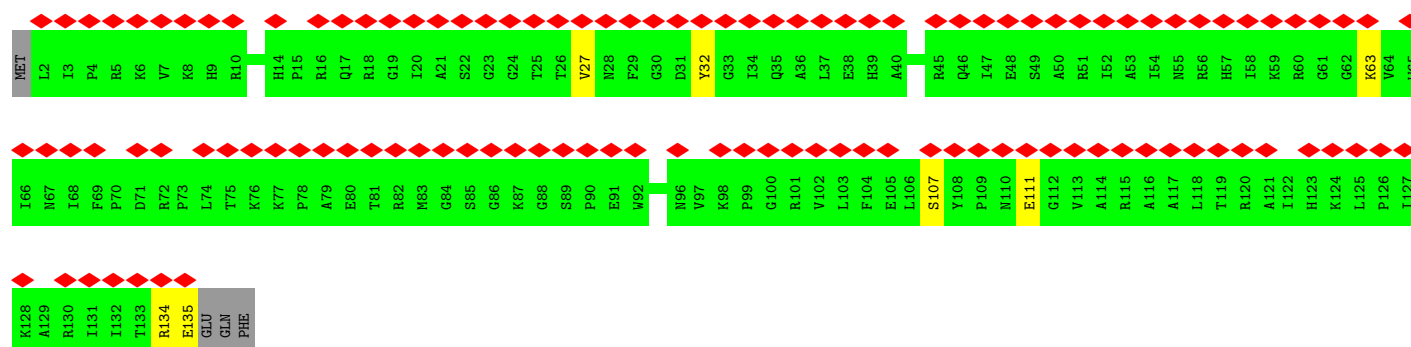 MET L2 I3 P4 R5 K6 V7 K8 H9 R10 H14 P15 R16 Q17 R18 G19 I20 A21 S22 G23 G24 T25 T26 V27 N28 F29 G30 D31 Y32 G33 I34 Q35 A36 L37 E38 H39 A40 R45 Q46 I47 E48 S49 A50 R51 I52 A53 I54 N55 R56 H57 I58 K59 R60 G61 G62 K63 V64
I66 N67 I68 F69 P70 D71 R72 P73 L74 T75 K76 K77 P78 A79 E80 T81 R82 M83 G84 S85 G86 K87 G88 S89 P90 E91 W92 N96 V97 K98 P99 G100 R101 V102 L103 F104 E105 L106 S107 Y108 P109 N110 E111 G112 V113 A114 R115 A116 A117 L118 T119 R120 A121 I122 H123 K124 L125 P126 I127
K128 A129 R130 I131 I132 T133 R134 E135 GLU GLN PHE